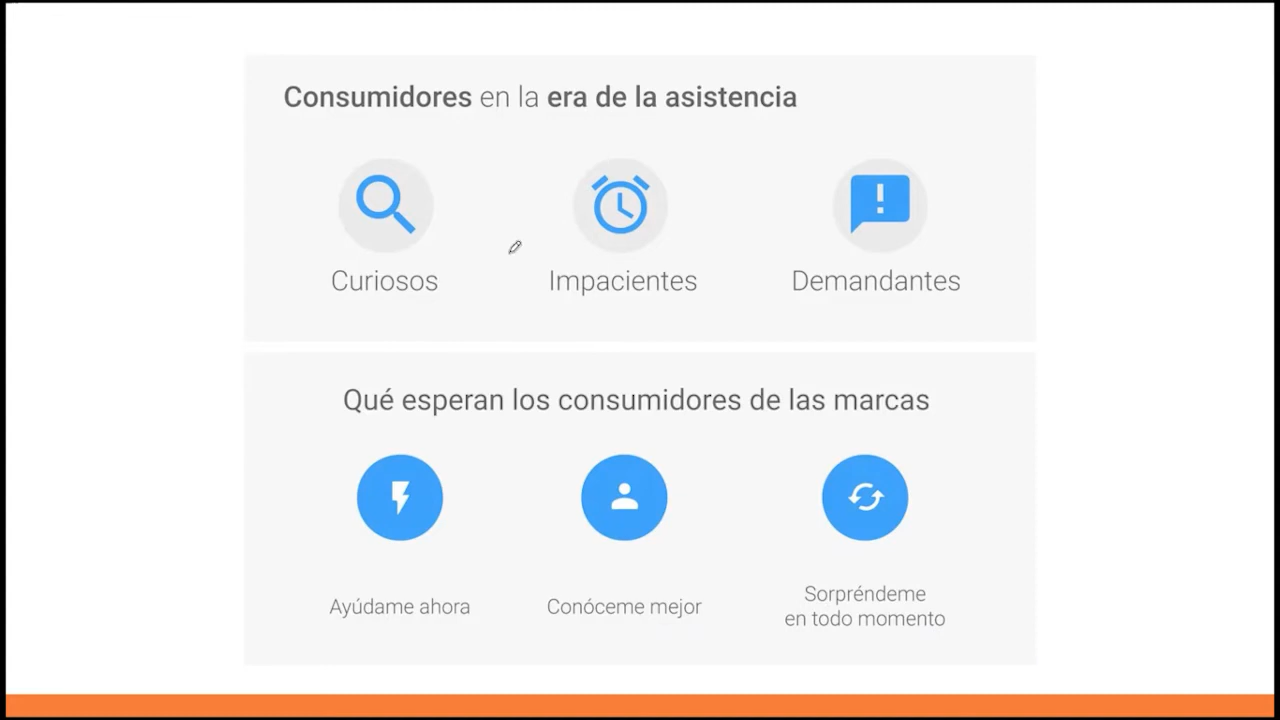 Consumidores en la era de la asistencia
Curiosos
Impacientes
Demandantes
Qué esperan los consumidores de las marcas
Ayúdame ahora
Conóceme mejor
Sorpréndeme
en todo momento